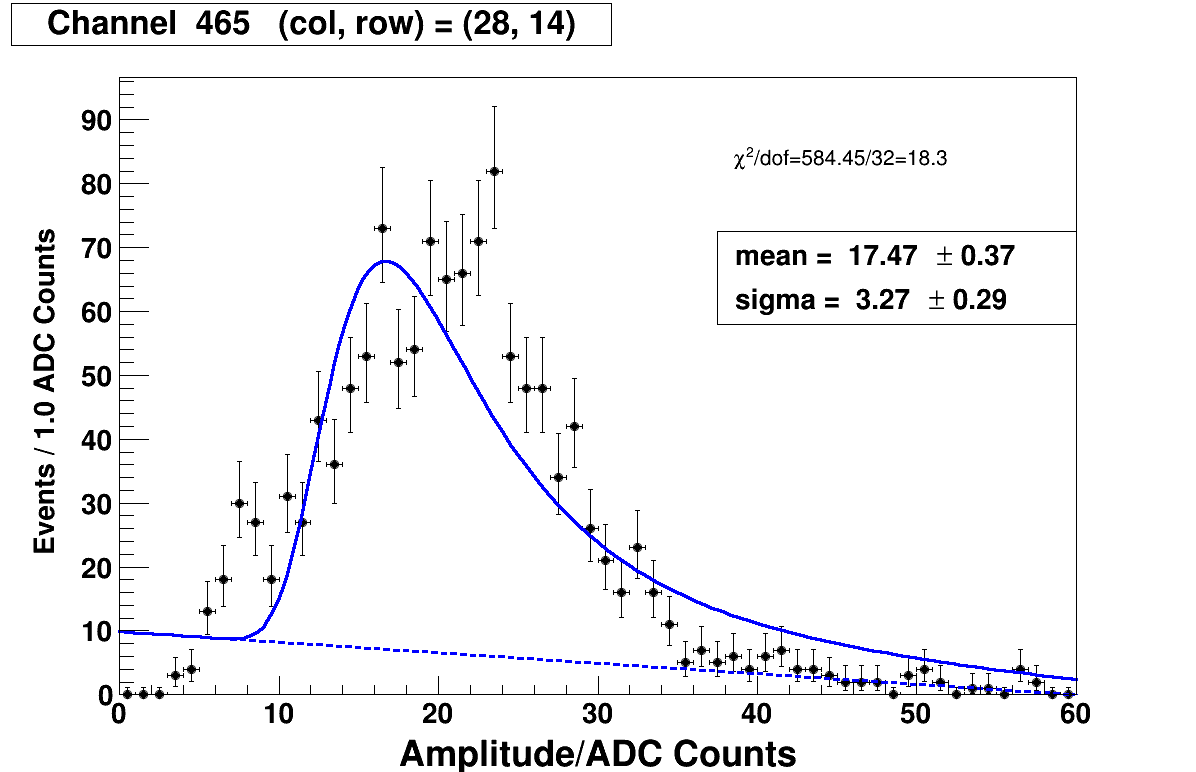 Channel 465 (col, row) = (28, 14)
χ²/dof=584.45/32=18.3
mean = 17.47 ± 0.37
sigma = 3.27 ± 0.29
Events / 1.0 ADC Counts
90
80
70
60
50
40
30
20
10
0
0 10 20 30 40 50 60
Amplitude/ADC Counts